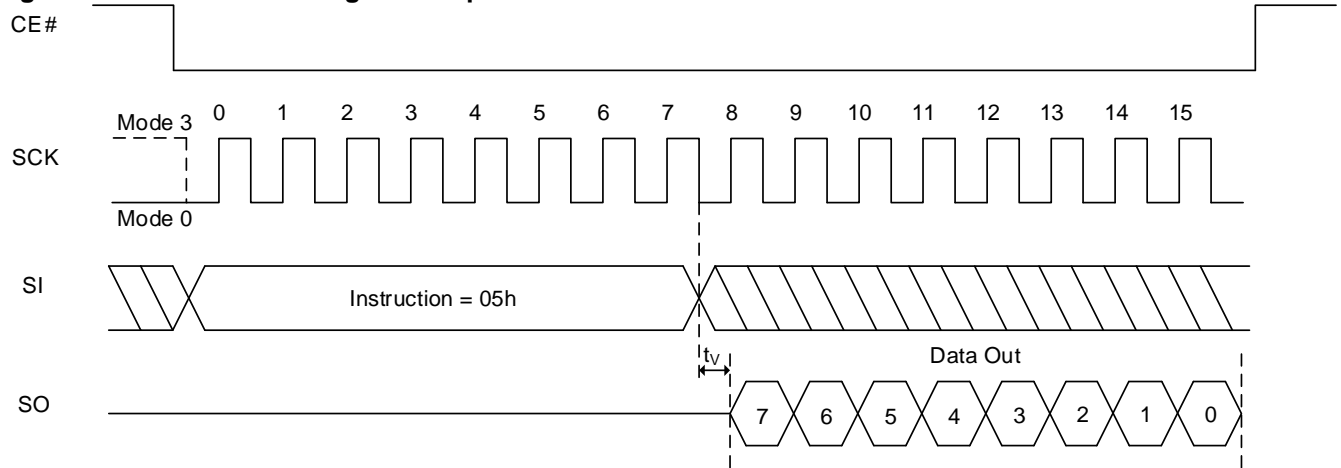 CE#
0 1 2 3 4 5 6 7 8 9 10 11 12 13 14 15
Mode 3
SCK
Mode 0
SI
Instruction = 05h
tV
Data Out
SO
7 6 5 4 3 2 1 0